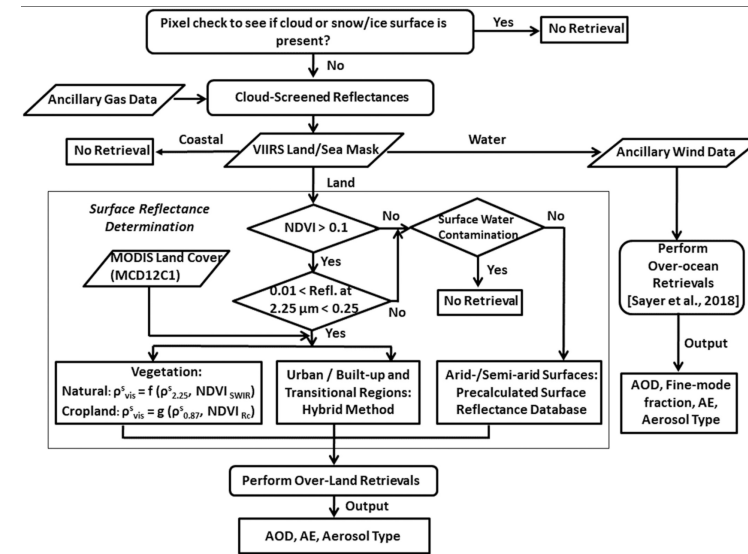 Pixel check to see if cloud or snow/ice surface is
present?
Yes
No Retrieval
No
Ancillary Gas Data
Cloud-Screened Reflectances
No Retrieval
Coastal
VIIRS Land/Sea Mask
Water
Ancillary Wind Data
Land
Surface Reflectance
Determination
NDVI > 0.1
No
Surface Water
Contamination
No
Yes
MODIS Land Cover
(MCD12C1)
0.01 < Refl. at
2.25 µm < 0.25
No
Yes
No Retrieval
Perform
Over-ocean
Retrievals
[Sayer et al., 2018]
Yes
Vegetation:
Natural: ρˢvis = f (ρˢ2.25, NDVI SWIR)
Cropland: ρˢvis = g (ρˢ0.87, NDVI Rc)
Urban / Built-up and
Transitional Regions:
Hybrid Method
Arid-/Semi-arid Surfaces:
Precalculated Surface
Reflectance Database
Output
AOD, Fine-mode
fraction, AE,
Aerosol Type
Perform Over-Land Retrievals
Output
AOD, AE, Aerosol Type